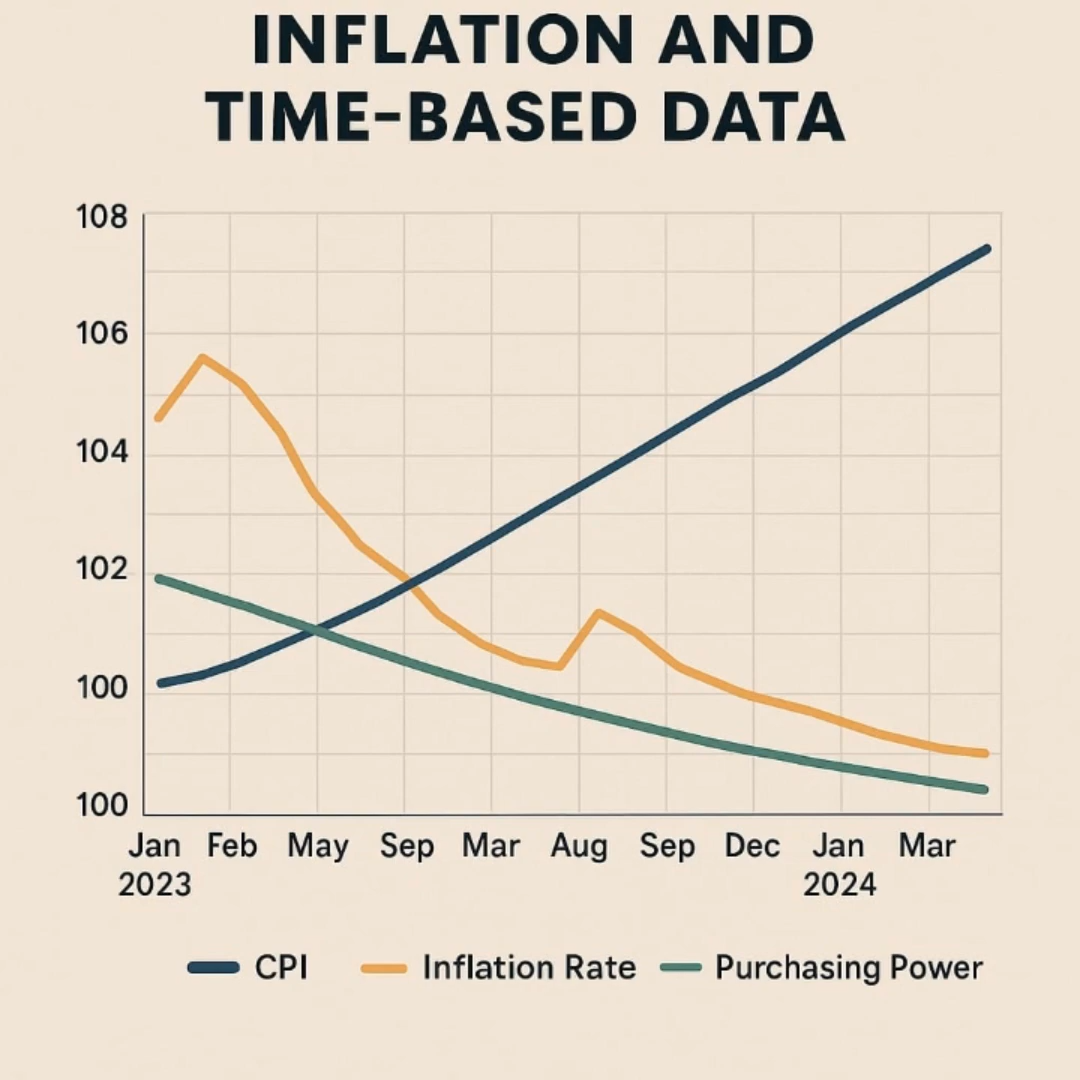 INFLATION AND
TIME-BASED DATA
108
106
104
102
100
100
Jan Feb May Sep Mar Aug Sep Dec Jan Mar
2023 2024
CPI Inflation Rate Purchasing Power